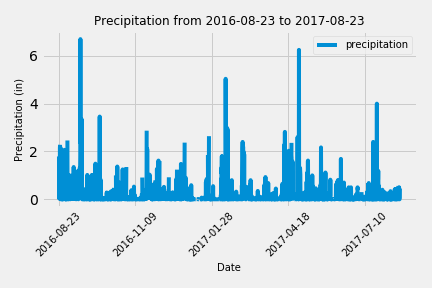 Precipitation from 2016-08-23 to 2017-08-23
precipitation
Precipitation (in)
6
4
2
0
2016-08-23
2016-11-09
2017-01-28
2017-04-18
2017-07-10
Date